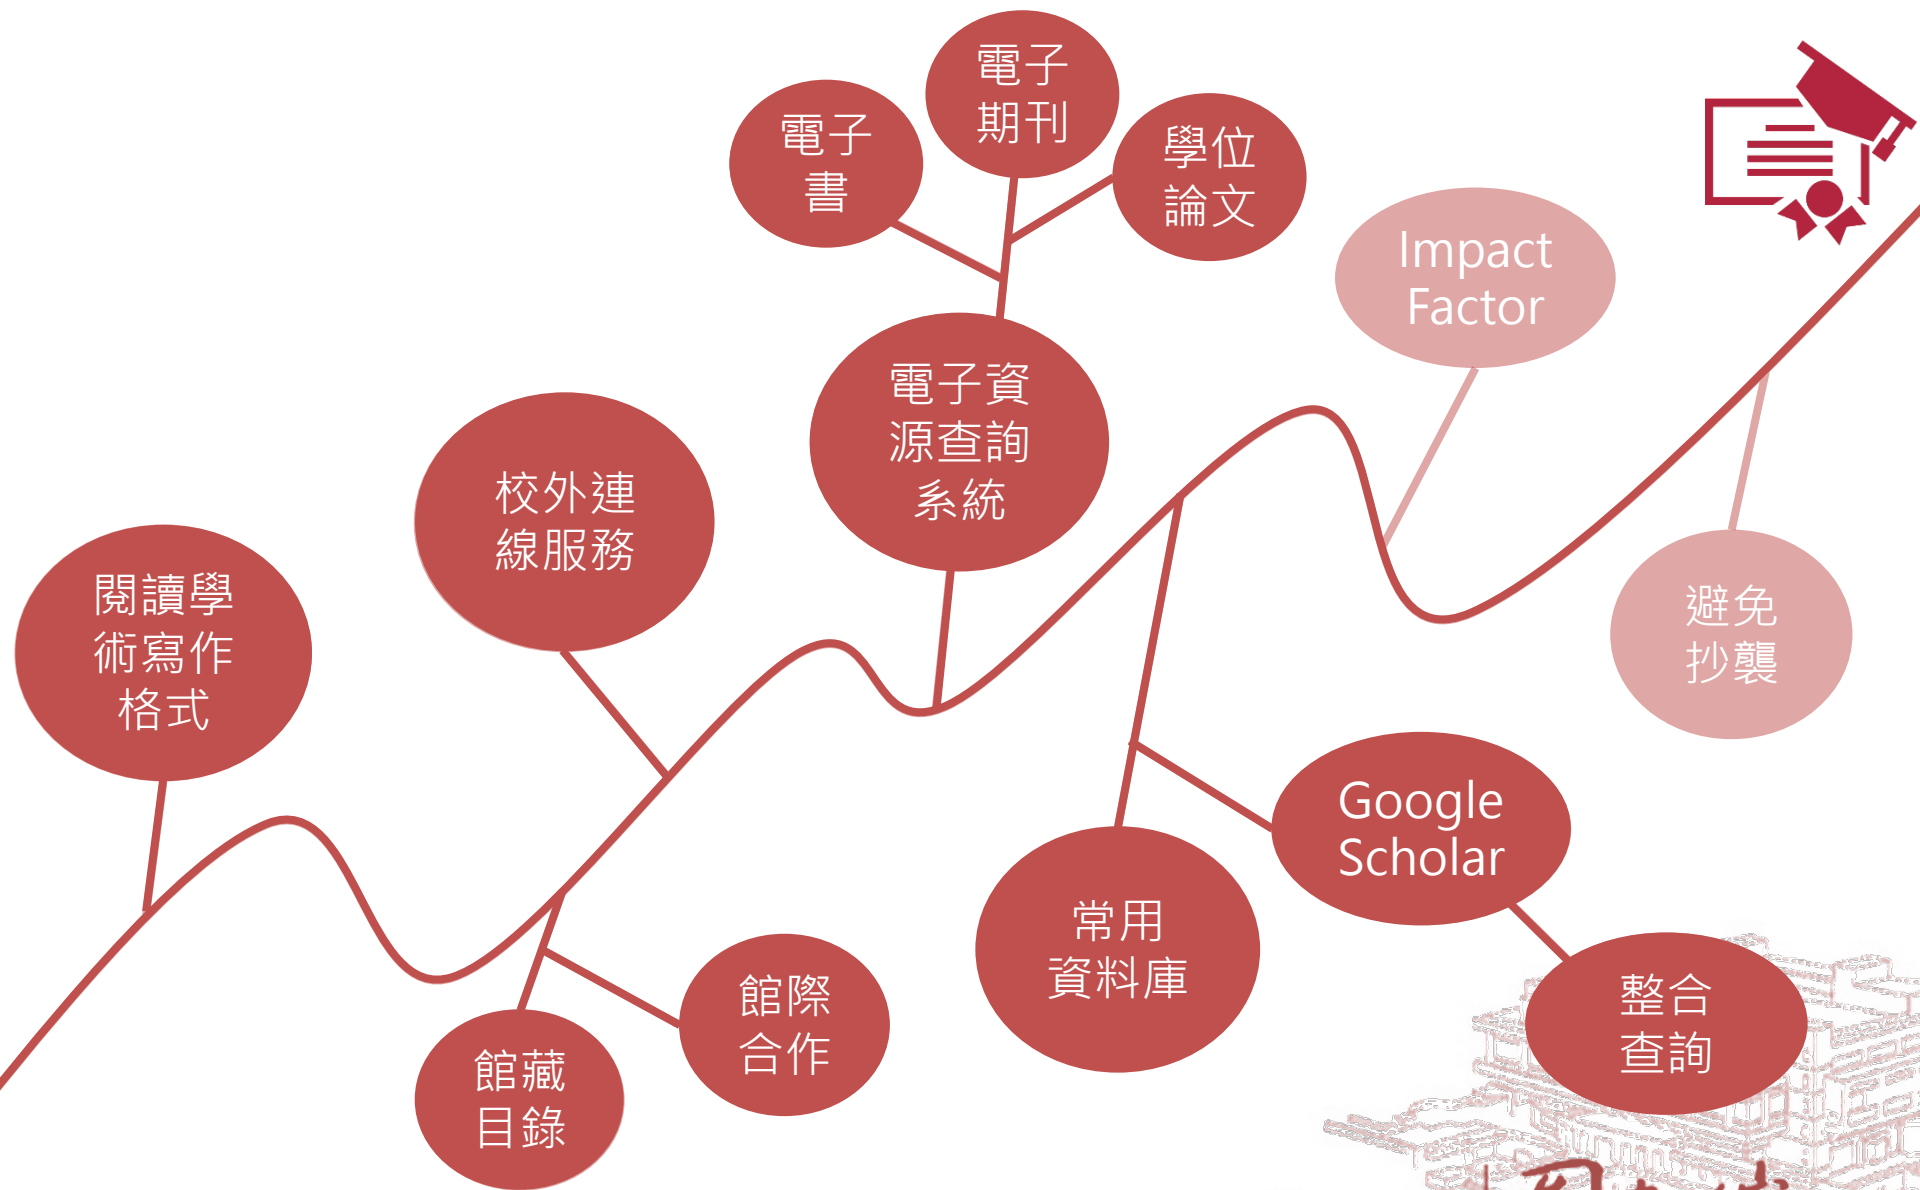 閱讀學
術寫作
格式
館藏
目錄
館際
合作
校外連
線服務
電子資
源查詢
系統
電子
書
電子
期刊
學位
論文
常用
資料庫
Google
Scholar
整合
查詢
Impact
Factor
避免
抄襲